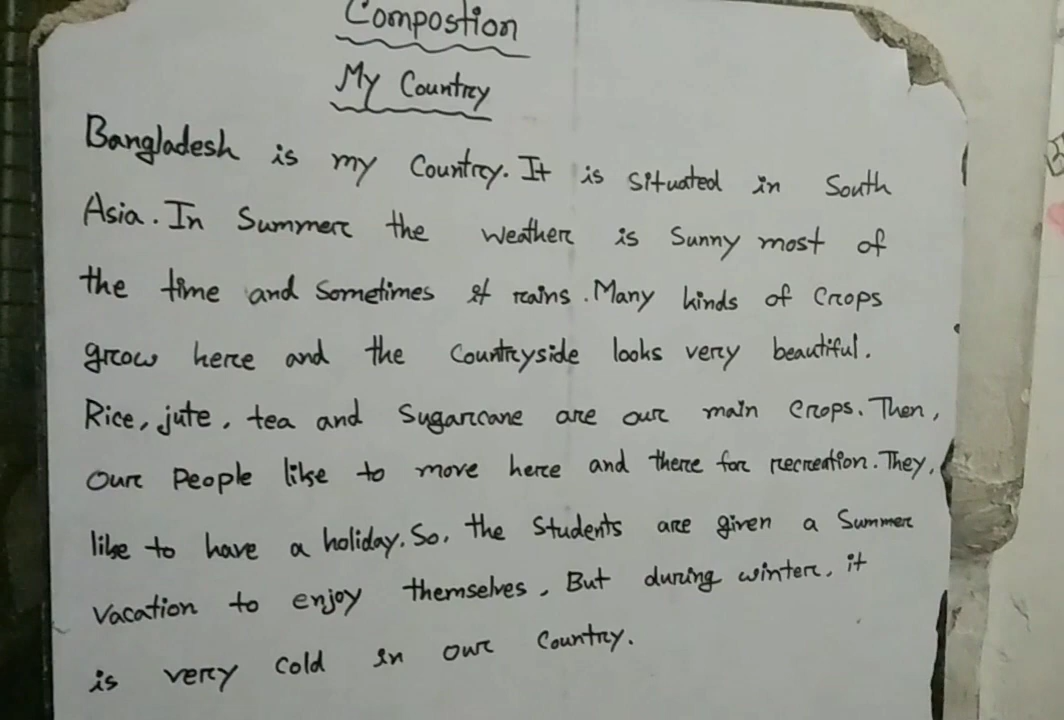 Compostion
My Country
Bangladesh is my Country. It is situated in South
Asia. In Summer the weather is Sunny most of
the time and Sometimes it rains. Many kinds of Crops
grow here and the Countryside looks very beautiful.
Rice, jute, tea and Sugarcane are our main crops. Then,
our People like to move here and there for recreation. They,
like to have a holiday. So, the Students are given a Summer
Vacation to enjoy themselves, But during winter, it
is very Cold in our Country.